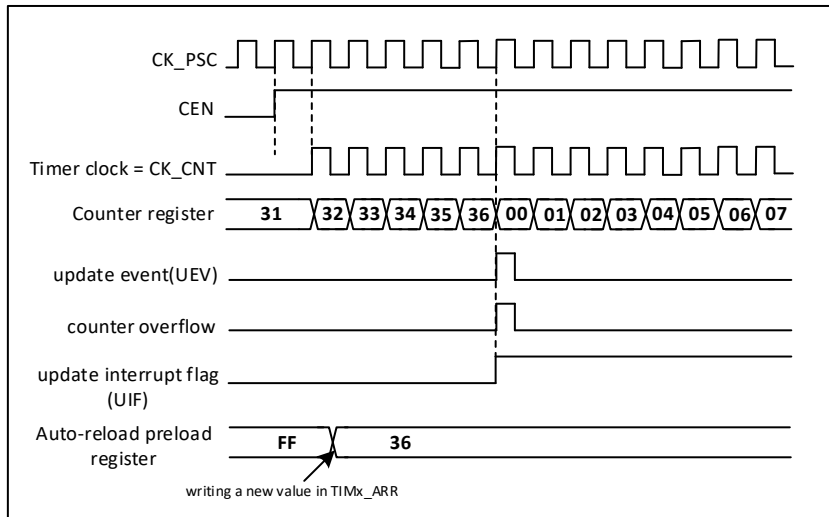 CK_PSC
CEN
Timer clock = CK_CNT
Counter register 31 32 33 34 35 36 00 01 02 03 04 05 06 07
update event(UEV)
counter overflow
update interrupt flag
(UIF)
Auto-reload preload
register
FF 36
writing a new value in TIMx_ARR